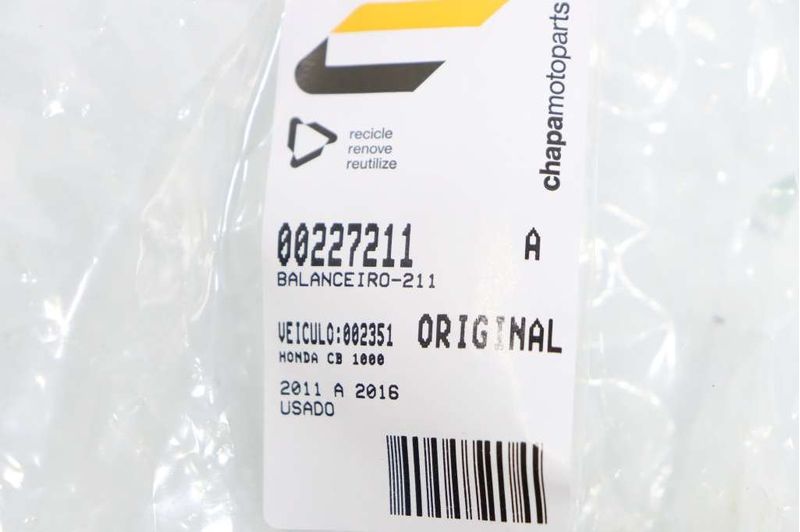 chapamotoparts
recicle
renove
reutilize
00227211 A
BALANCEIRO-211
VEICULO:002351 ORIGINAL
HONDA CB 1000
2011 A 2016
USADO